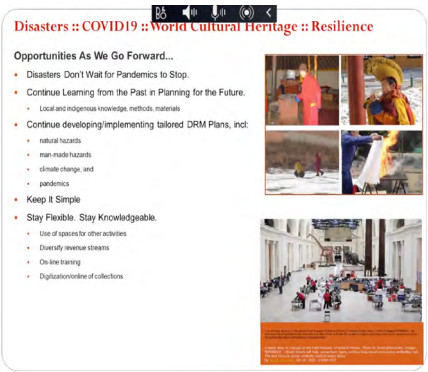 Disasters :: COVID19 :: World Cultural Heritage :: Resilience
Opportunities As We Go Forward...
• Disasters Don't Wait for Pandemics to Stop.
• Continue Learning from the Past in Planning for the Future.
• Local and indigenous knowledge, methods, materials
• Continue developing/implementing tailored DRM Plans, incl:
• natural hazards
• man-made hazards
• climate change, and
• pandemics
• Keep It Simple
• Stay Flexible. Stay Knowledgeable.
• Use of spaces for other activities
• Diversify revenue streams
• On-line training
• Digitization/online of collections